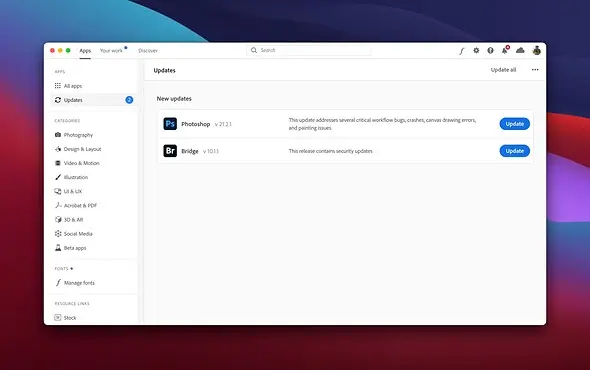 Apps
Your work
Discover
Search
APPS
All apps
Updates
2
CATEGORIES
Photography
Design & Layout
Video & Motion
Illustration
UI & UX
Acrobat & PDF
3D & AR
Social Media
Beta apps
FONTS
Manage fonts
RESOURCE LINKS
Stock
Updates
Update all
New updates
Ps
Photoshop v 21.2.1
This update addresses several critical workflow bugs, crashes, canvas drawing errors,
and painting issues
Update
Br
Bridge v 10.1.1
This release contains security updates
Update